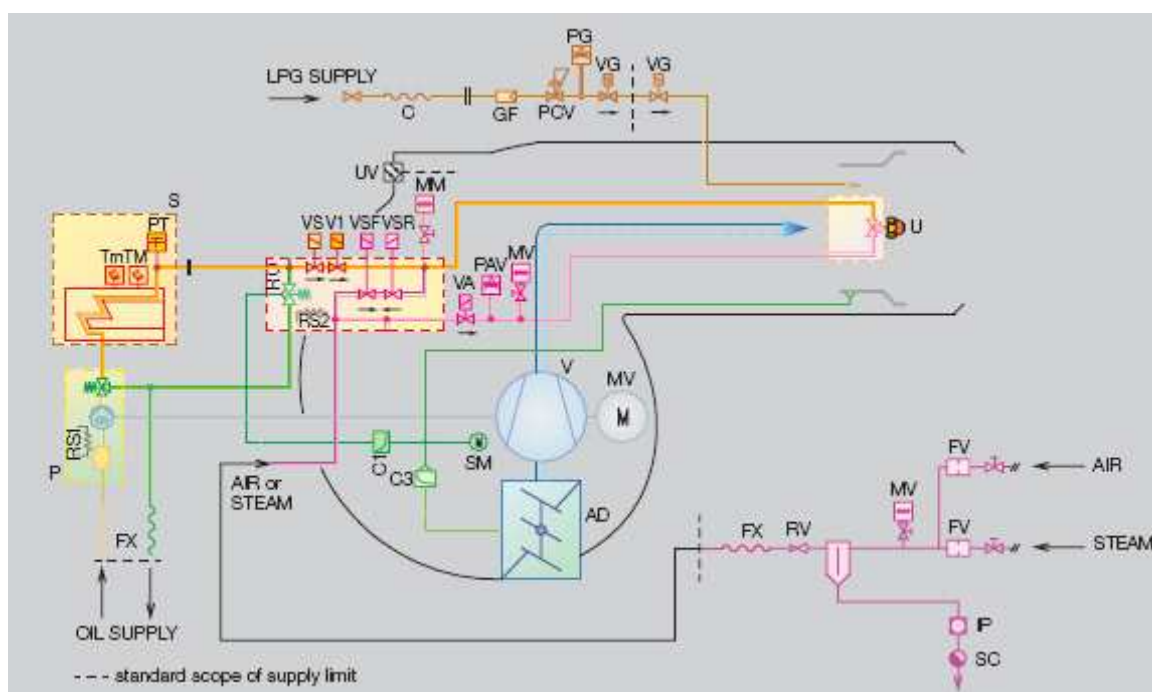 PG
LPG SUPPLY
VG
VG
C
GF
PCV
UV
MM
S
PT
VS
V1
VSF
VSR
U
TmTM
MV
PAV
VA
RS2
V
MV
M
RS1
P
C1
SM
C3
AIR or
STEAM
AD
FV
AIR
MV
FX
FX
RV
FV
STEAM
OIL SUPPLY
IP
SC
--- standard scope of supply limit